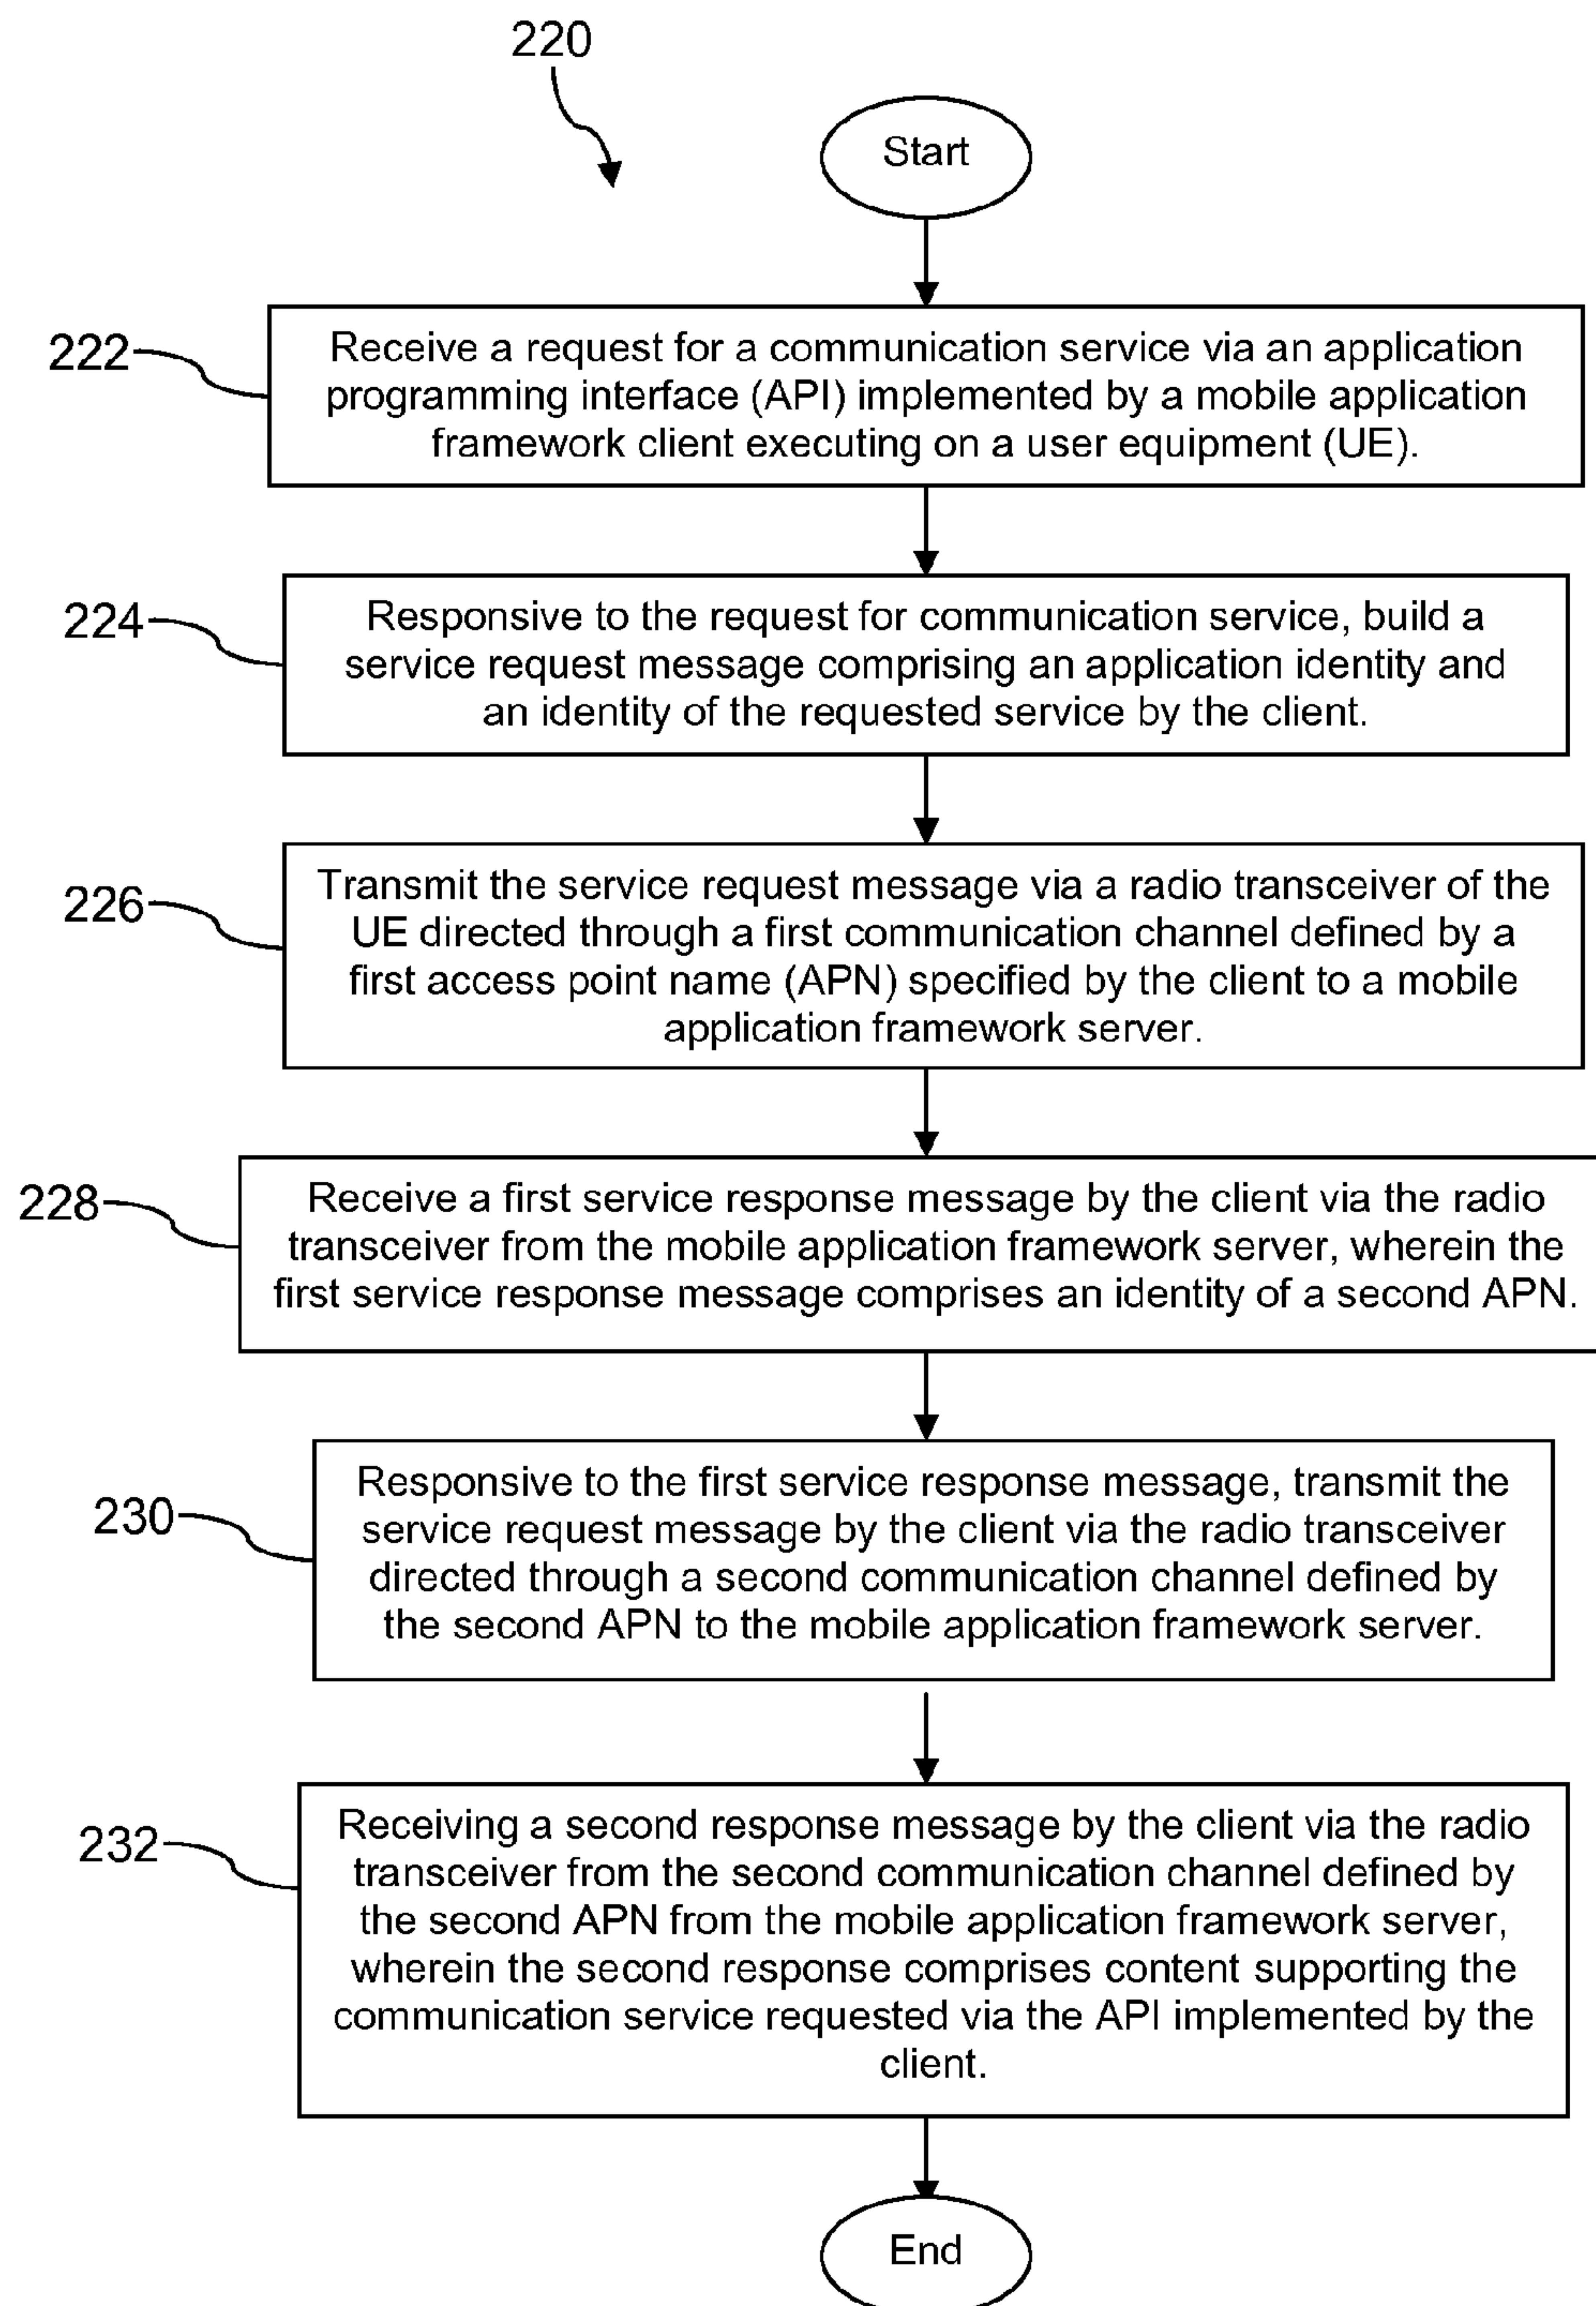 220
Start
222
Receive a request for a communication service via an application
programming interface (API) implemented by a mobile application
framework client executing on a user equipment (UE).
224
Responsive to the request for communication service, build a
service request message comprising an application identity and
an identity of the requested service by the client.
226
Transmit the service request message via a radio transceiver of the
UE directed through a first communication channel defined by a
first access point name (APN) specified by the client to a mobile
application framework server.
228
Receive a first service response message by the client via the radio
transceiver from the mobile application framework server, wherein the
first service response message comprises an identity of a second APN.
230
Responsive to the first service response message, transmit the
service request message by the client via the radio transceiver
directed through a second communication channel defined by
the second APN to the mobile application framework server.
232
Receiving a second response message by the client via the radio
transceiver from the second communication channel defined by
the second APN from the mobile application framework server,
wherein the second response comprises content supporting the
communication service requested via the API implemented by the
client.
End